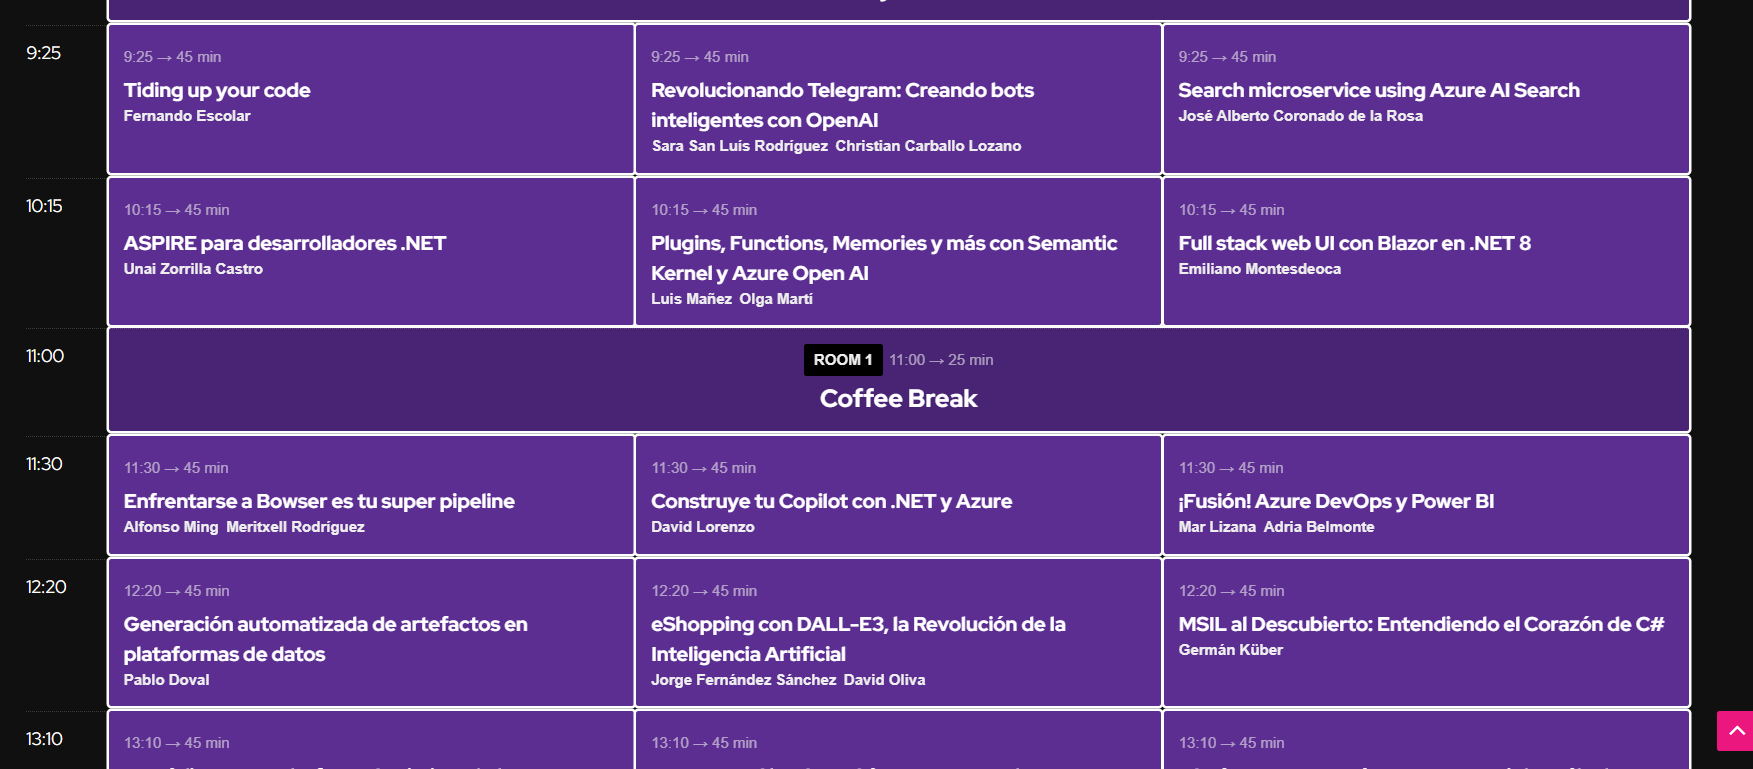 9:25
9:25 → 45 min
Tiding up your code
Fernando Escolar
9:25 → 45 min
Revolucionando Telegram: Creando bots
inteligentes con OpenAI
Sara San Luís Rodríguez Christian Carballo Lozano
9:25 → 45 min
Search microservice using Azure AI Search
José Alberto Coronado de la Rosa
10:15
10:15 → 45 min
ASPIRE para desarrolladores .NET
Unai Zorrilla Castro
10:15 → 45 min
Plugins, Functions, Memories y más con Semantic
Kernel y Azure Open AI
Luis Mañez Olga Martí
10:15 → 45 min
Full stack web UI con Blazor en .NET 8
Emiliano Montesdeoca
11:00
ROOM 1 11:00 → 25 min
Coffee Break
11:30
11:30 → 45 min
Enfrentarse a Bowser es tu super pipeline
Alfonso Ming Meritxell Rodríguez
11:30 → 45 min
Construye tu Copilot con .NET y Azure
David Lorenzo
11:30 → 45 min
¡Fusión! Azure DevOps y Power BI
Mar Lizana Adria Belmonte
12:20
12:20 → 45 min
Generación automatizada de artefactos en
plataformas de datos
Pablo Doval
12:20 → 45 min
eShopping con DALL-E3, la Revolución de la
Inteligencia Artificial
Jorge Fernández Sánchez David Oliva
12:20 → 45 min
MSIL al Descubierto: Entendiendo el Corazón de C#
Germán Küber
13:10
13:10 → 45 min
13:10 → 45 min
13:10 → 45 min